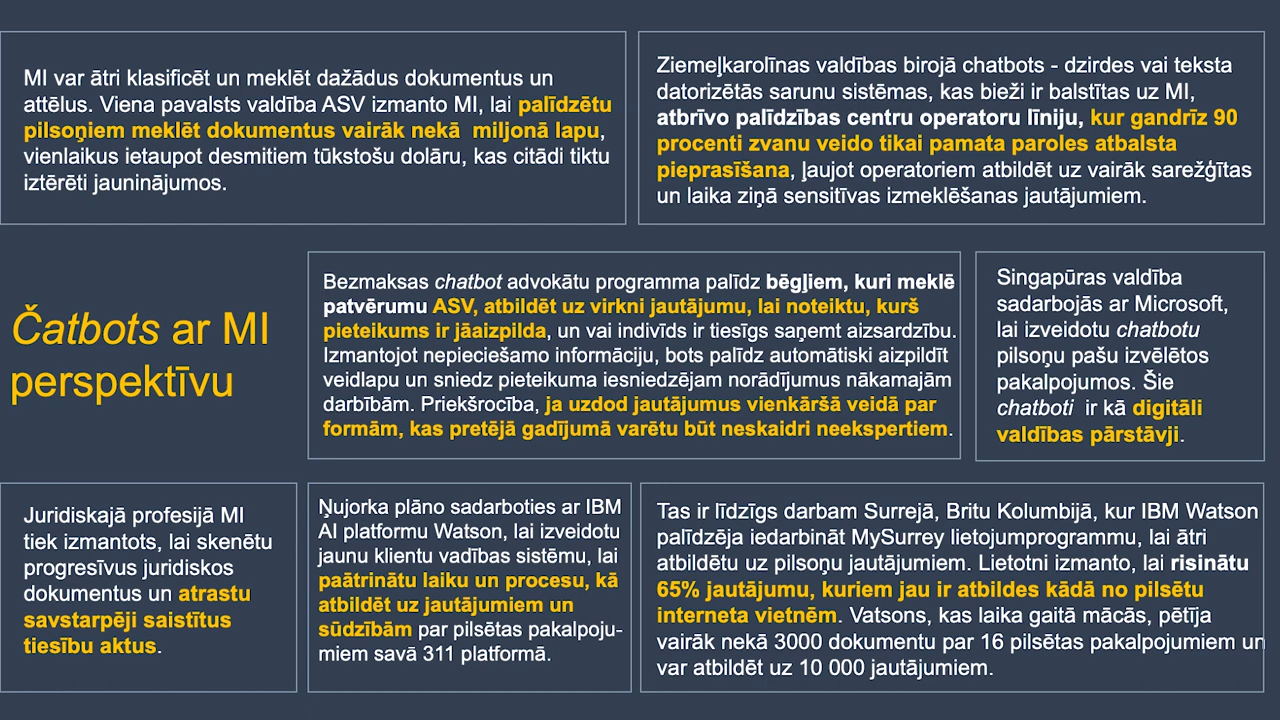 MI var ātri klasificēt un meklēt dažādus dokumentus un
attēlus. Viena pavalsts valdība ASV izmanto MI, lai palīdzētu
pilsoņiem meklēt dokumentus vairāk nekā miljonā lapu,
vienlaikus ietaupot desmitiem tūkstošu dolāru, kas citādi tiktu
iztērēti jauninājumos.
Ziemeļkarolīnas valdības birojā chatbots - dzirdes vai teksta
datorizētās sarunu sistēmas, kas bieži ir balstītas uz MI,
atbrīvo palīdzības centru operatoru līniju, kur gandrīz 90
procenti zvanu veido tikai pamata paroles atbalsta
pieprasīšana, ļaujot operatoriem atbildēt uz vairāk sarežģītas
un laika ziņā sensitīvas izmeklēšanas jautājumiem.
Čatbots ar MI
perspektīvu
Bezmaksas chatbot advokātu programma palīdz bēgļiem, kuri meklē
patvērumu ASV, atbildēt uz virkni jautājumu, lai noteiktu, kurš
pieteikums ir jāaizpilda, un vai indivīds ir tiesīgs saņemt aizsardzību.
Izmantojot nepieciešamo informāciju, bots palīdz automātiski aizpildīt
veidlapu un sniedz pieteikuma iesniedzējam norādījumus nākamajām
darbībām. Priekšrocība, ja uzdod jautājumus vienkāršā veidā par
formām, kas pretējā gadījumā varētu būt neskaidri neekspertiem.
Singapūras valdība
sadarbojās ar Microsoft,
lai izveidotu chatbotu
pilsoņu pašu izvēlētos
pakalpojumos. Šie
chatboti ir kā digitāli
valdības pārstāvji.
Juridiskajā profesijā MI
tiek izmantots, lai skenētu
progresīvus juridiskos
dokumentus un atrastu
savstarpēji saistītus
tiesību aktus.
Ņujorka plāno sadarboties ar IBM
AI platformu Watson, lai izveidotu
jaunu klientu vadības sistēmu, lai
paātrinātu laiku un procesu, kā
atbildēt uz jautājumiem un
sūdzībām par pilsētas pakalpoju-
miem savā 311 platformā.
Tas ir līdzīgs darbam Surrejā, Britu Kolumbijā, kur IBM Watson
palīdzēja iedarbināt MySurrey lietojumprogrammu, lai ātri
atbildētu uz pilsoņu jautājumiem. Lietotni izmanto, lai risinātu
65% jautājumu, kuriem jau ir atbildes kādā no pilsētu
interneta vietnēm. Vatsons, kas laika gaitā mācās, pētīja
vairāk nekā 3000 dokumentu par 16 pilsētas pakalpojumiem un
var atbildēt uz 10 000 jautājumiem.